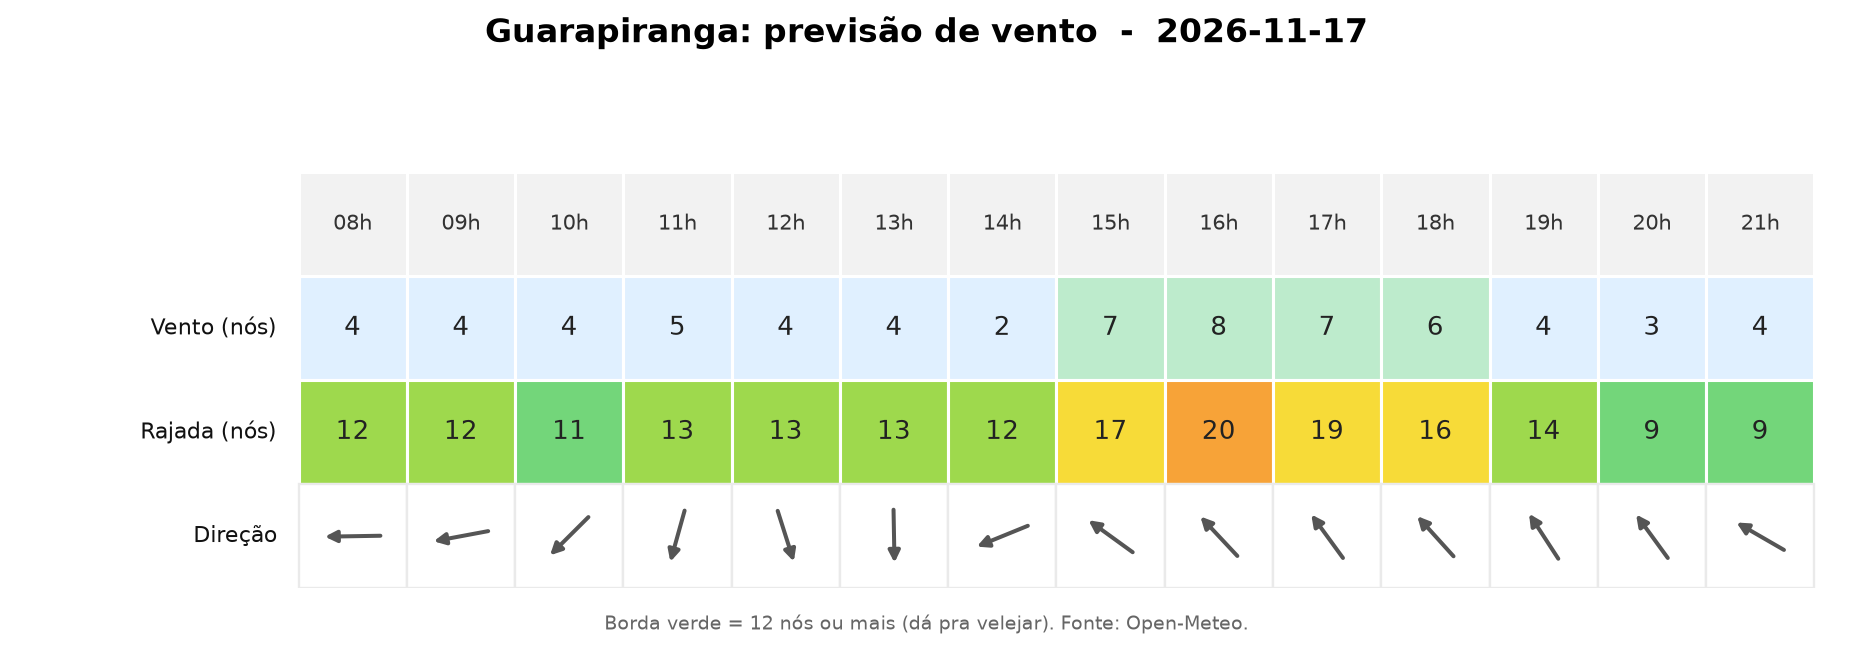 Guarapiranga: previsão de vento - 2026-11-17
08h 09h 10h 11h 12h 13h 14h 15h 16h 17h 18h 19h 20h 21h
Vento (nós) 4 4 4 5 4 4 2 7 8 7 6 4 3 4
Rajada (nós) 12 12 11 13 13 13 12 17 20 19 16 14 9 9
Direção
Borda verde = 12 nós ou mais (dá pra velejar). Fonte: Open-Meteo.